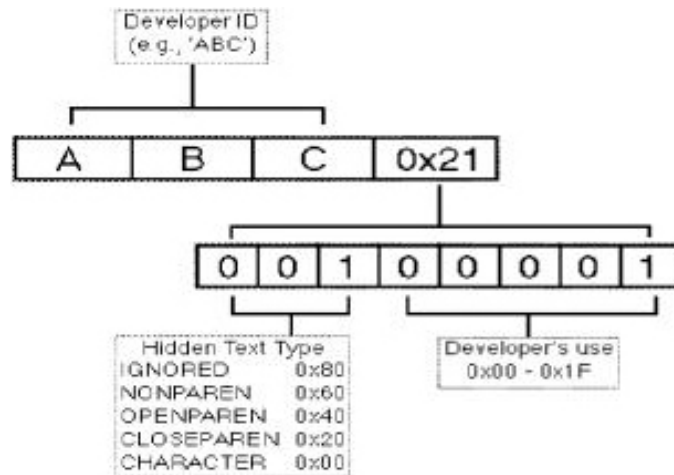 Developer ID
(e.g., 'ABC')
A B C 0x21
0 0 1 0 0 0 0 1
Hidden Text Type
IGNORED 0x80
NONPAREN 0x60
OPENPAREN 0x40
CLOSEPAREN 0x20
CHARACTER 0x00
Developer's use
0x00 - 0x1F